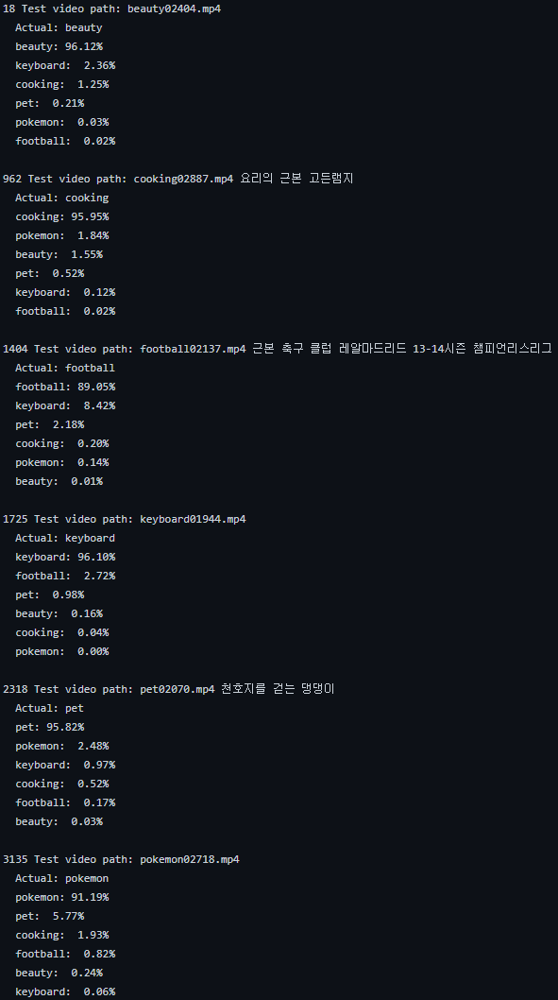 18 Test video path: beauty02404.mp4
Actual: beauty
beauty: 96.12%
keyboard:  2.36%
cooking:  1.25%
pet:  0.21%
pokemon:  0.03%
football:  0.02%
962 Test video path: cooking02887.mp4 요리의 근본 고든램지
Actual: cooking
cooking: 95.95%
pokemon:  1.84%
beauty:  1.55%
pet:  0.52%
keyboard:  0.12%
football:  0.02%
1404 Test video path: football02137.mp4 근본 축구 클럽 레알마드리드 13-14시즌 챔피언리스리그
Actual: football
football: 89.05%
keyboard:  8.42%
pet:  2.18%
cooking:  0.20%
pokemon:  0.14%
beauty:  0.01%
1725 Test video path: keyboard01944.mp4
Actual: keyboard
keyboard: 96.10%
football:  2.72%
pet:  0.98%
beauty:  0.16%
cooking:  0.04%
pokemon:  0.00%
2318 Test video path: pet02070.mp4 천호지를 걷는 댕댕이
Actual: pet
pet: 95.82%
pokemon:  2.48%
keyboard:  0.97%
cooking:  0.52%
football:  0.17%
beauty:  0.03%
3135 Test video path: pokemon02718.mp4
Actual: pokemon
pokemon: 91.19%
pet:  5.77%
cooking:  1.93%
football:  0.82%
beauty:  0.24%
keyboard:  0.06%